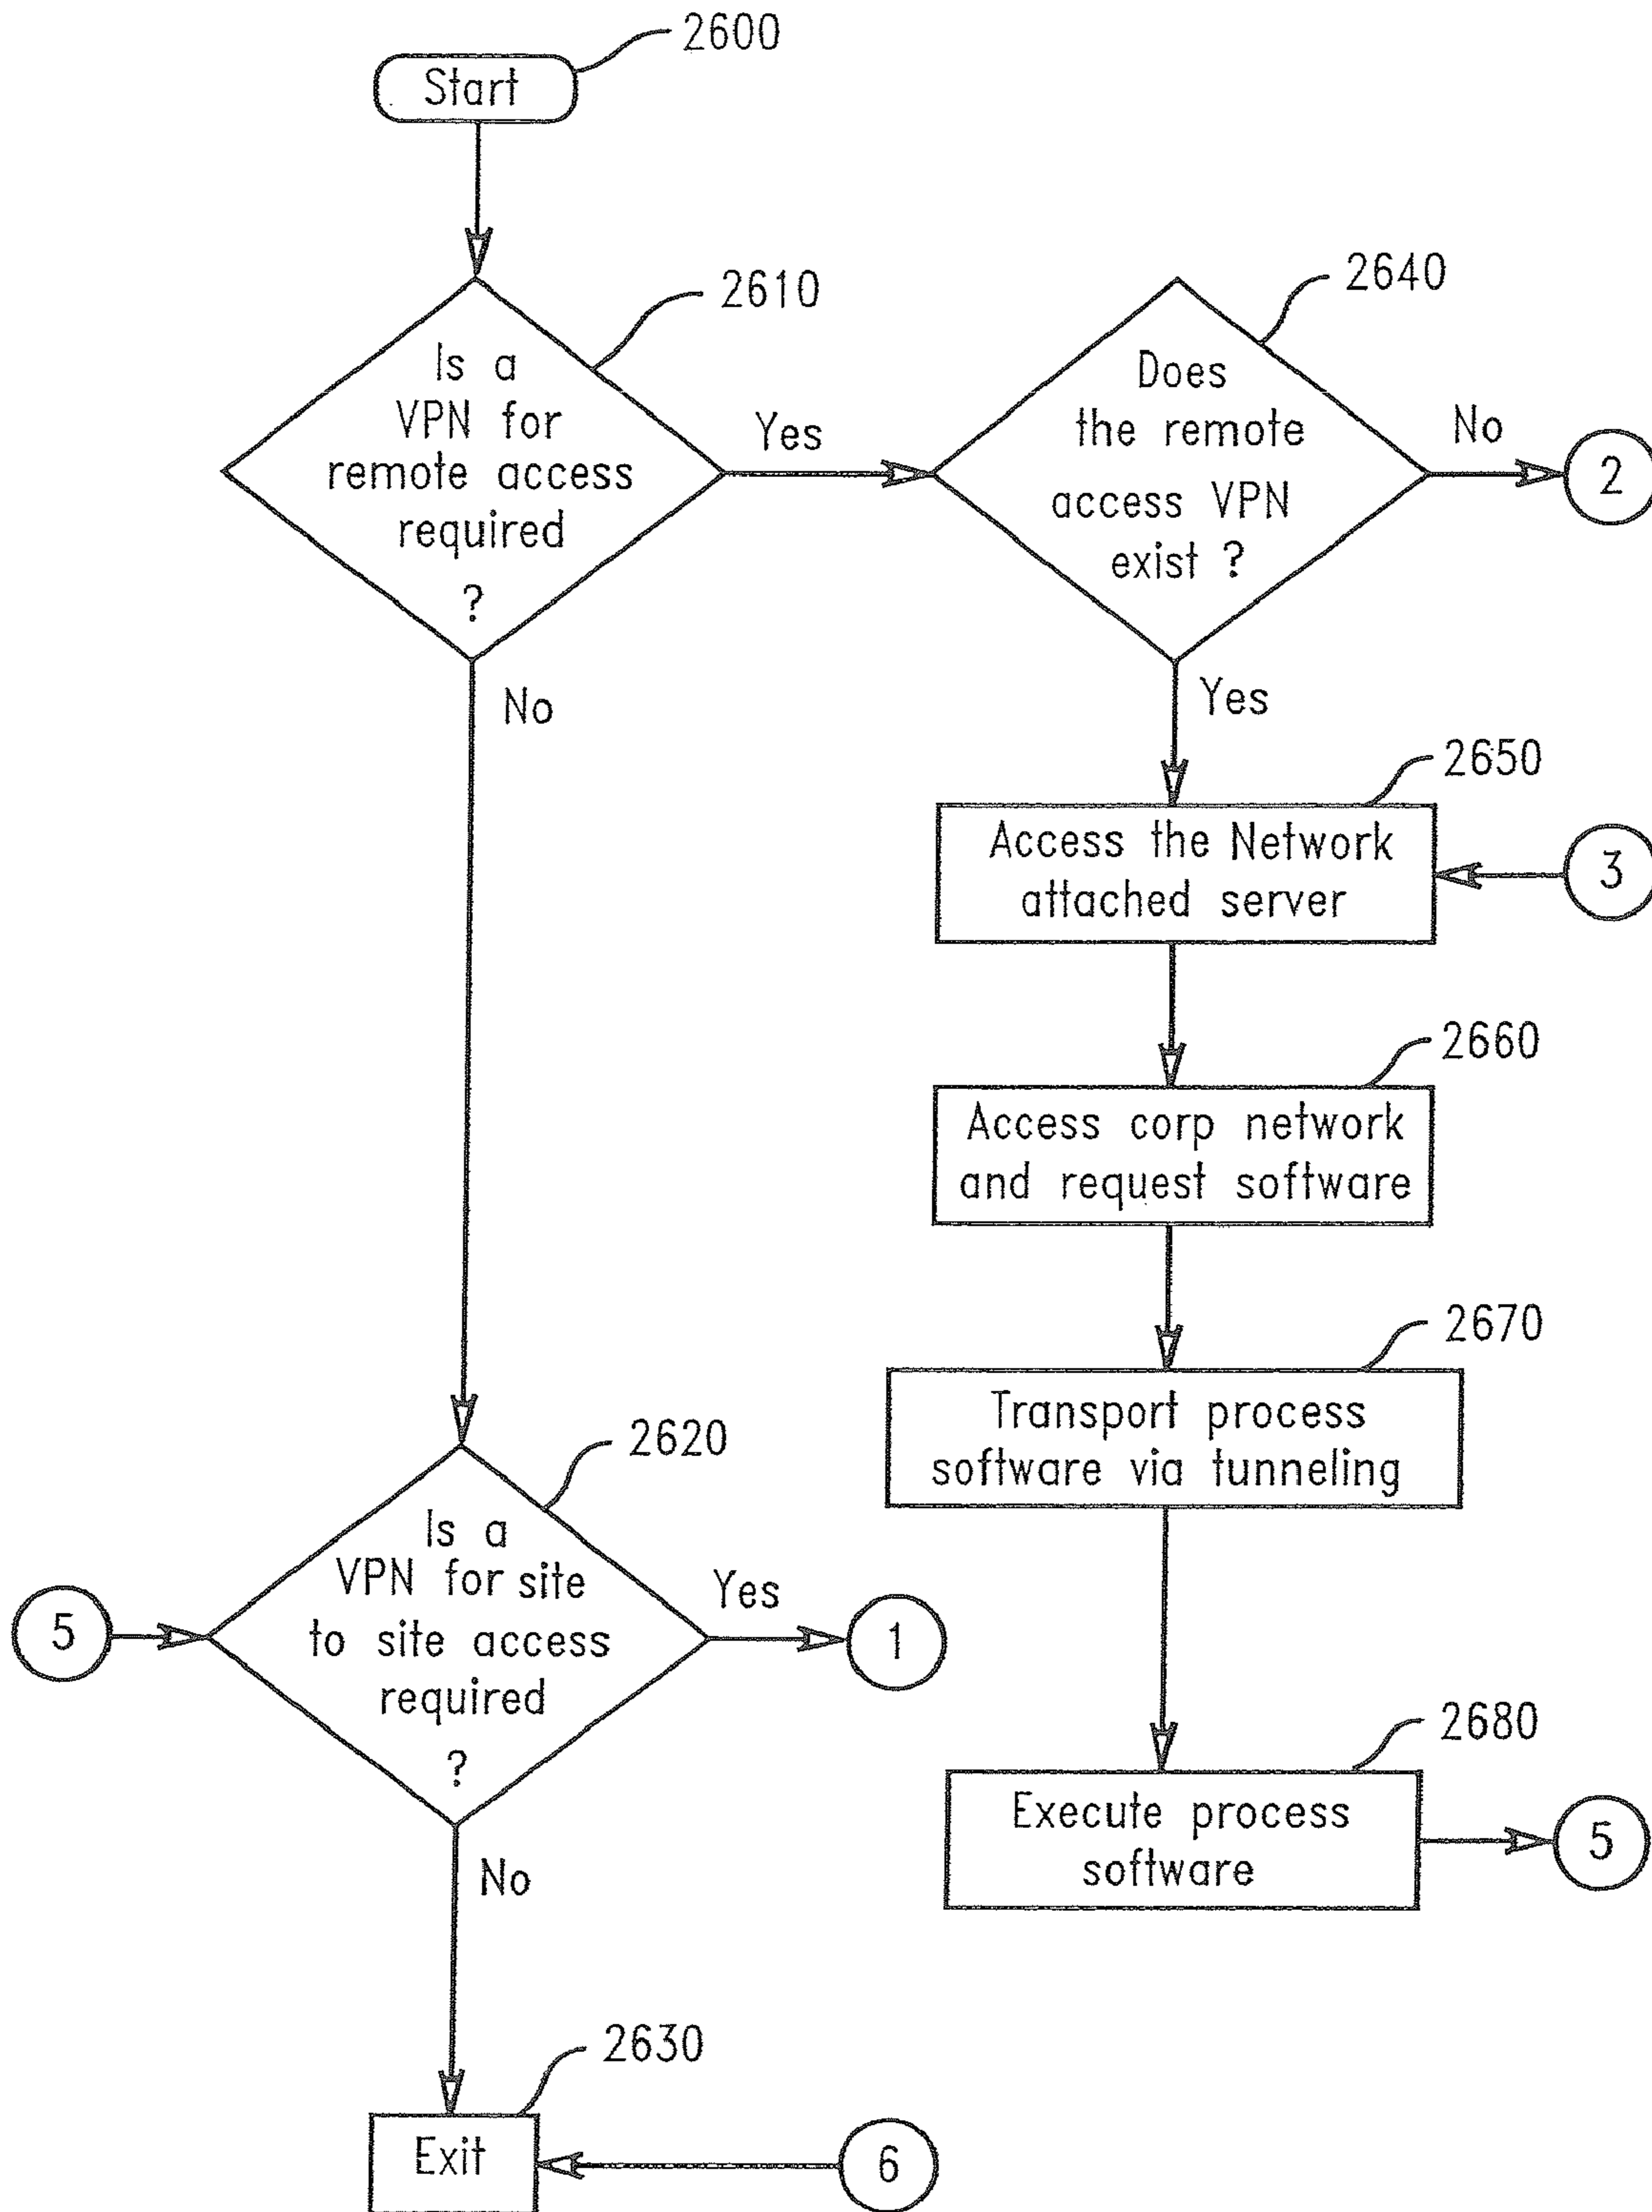 2600
Start
2610
Is a
VPN for
remote access
required
?
Yes
No
2640
Does
the remote
access VPN
exist ?
No
2
Yes
2650
Access the Network
attached server
3
2660
Access corp network
and request software
2670
Transport process
software via tunneling
2680
Execute process
software
5
2620
Is a
VPN for site
to site access
required
?
5
Yes
1
No
2630
Exit
6